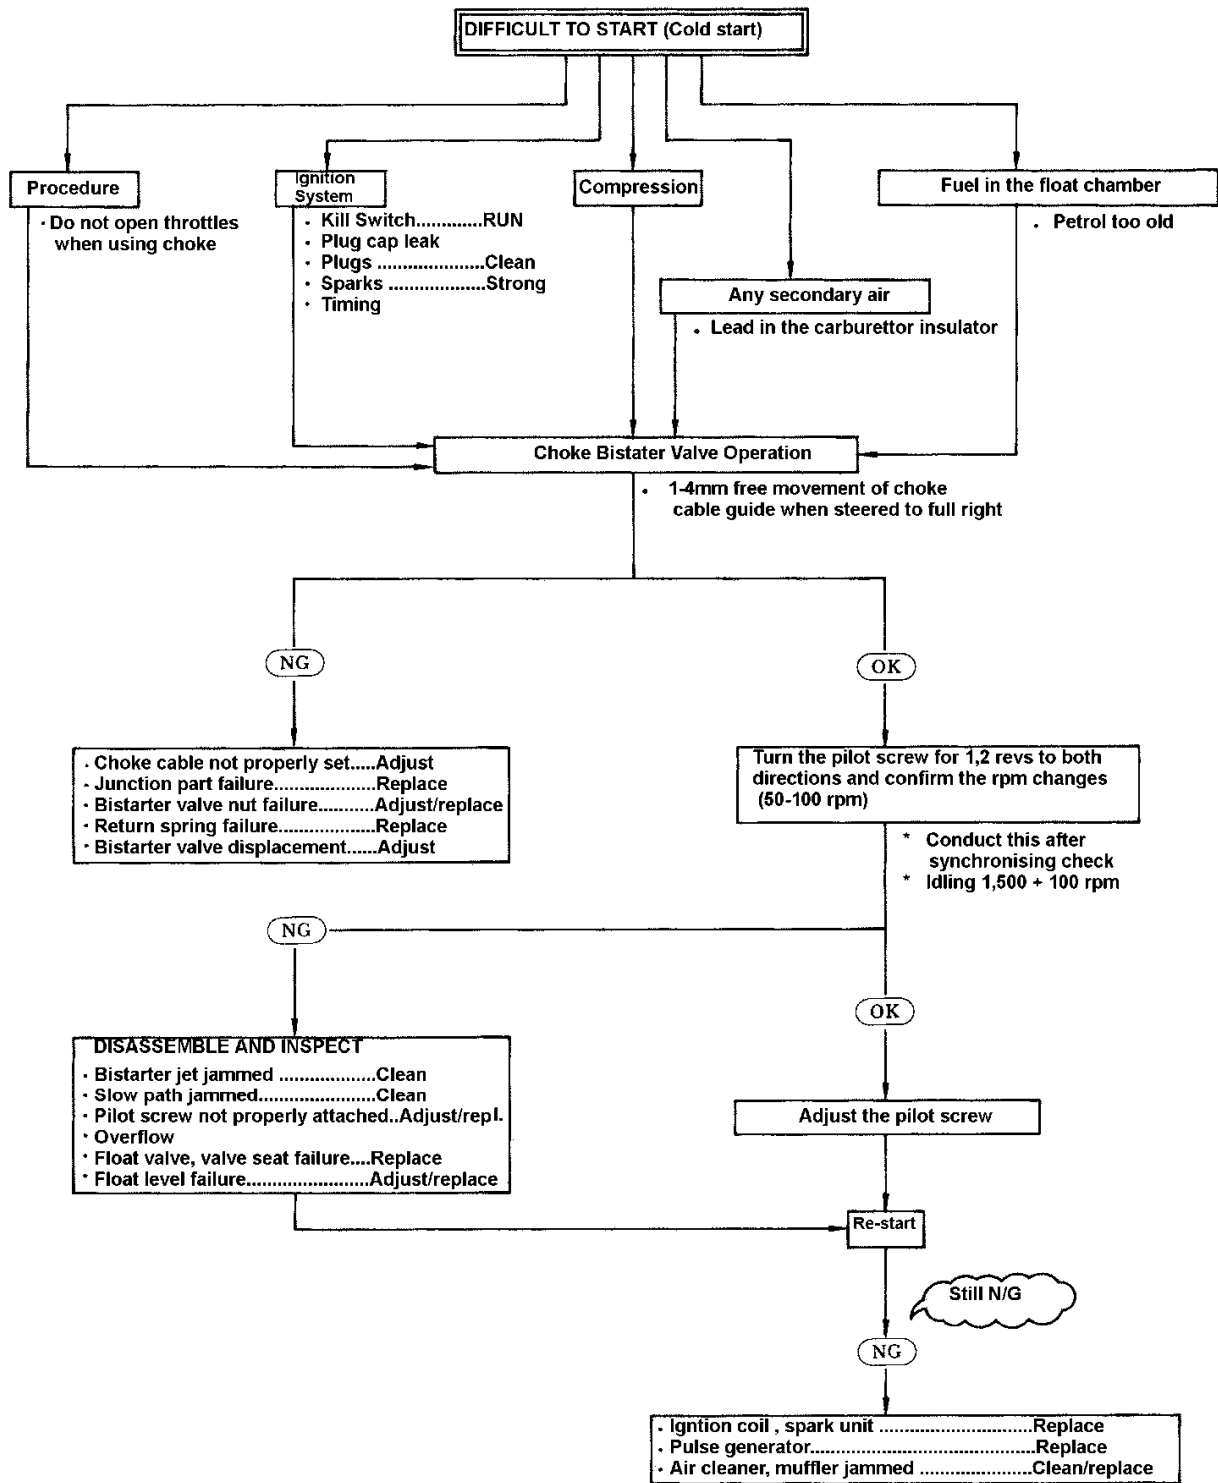 DIFFICULT TO START (Cold start)
Procedure
· Do not open throttles
when using choke
Ignition
System
· Kill Switch.............RUN
· Plug cap leak
· Plugs ......................Clean
· Sparks ....................Strong
· Timing
Compression
Any secondary air
. Lead in the carburettor insulator
Fuel in the float chamber
. Petrol too old
Choke Bistater Valve Operation
. 1-4mm free movement of choke
cable guide when steered to full right
NG
OK
· Choke cable not properly set.....Adjust
· Junction part failure.....................Replace
· Bistarter valve nut failure...........Adjust/replace
· Return spring failure....................Replace
· Bistarter valve displacement......Adjust
Turn the pilot screw for 1,2 revs to both
directions and confirm the rpm changes
(50-100 rpm)
* Conduct this after
synchronising check
* Idling 1,500 + 100 rpm
NG
OK
DISASSEMBLE AND INSPECT
· Bistarter jet jammed ....................Clean
· Slow path jammed........................Clean
· Pilot screw not properly attached..Adjust/repl.
· Overflow
· Float valve, valve seat failure....Replace
· Float level failure.........................Adjust/replace
Adjust the pilot screw
Re-start
Still N/G
NG
. Igntion coil , spark unit ...............................Replace
· Pulse generator..............................................Replace
. Air cleaner, muffler jammed .......................Clean/replace